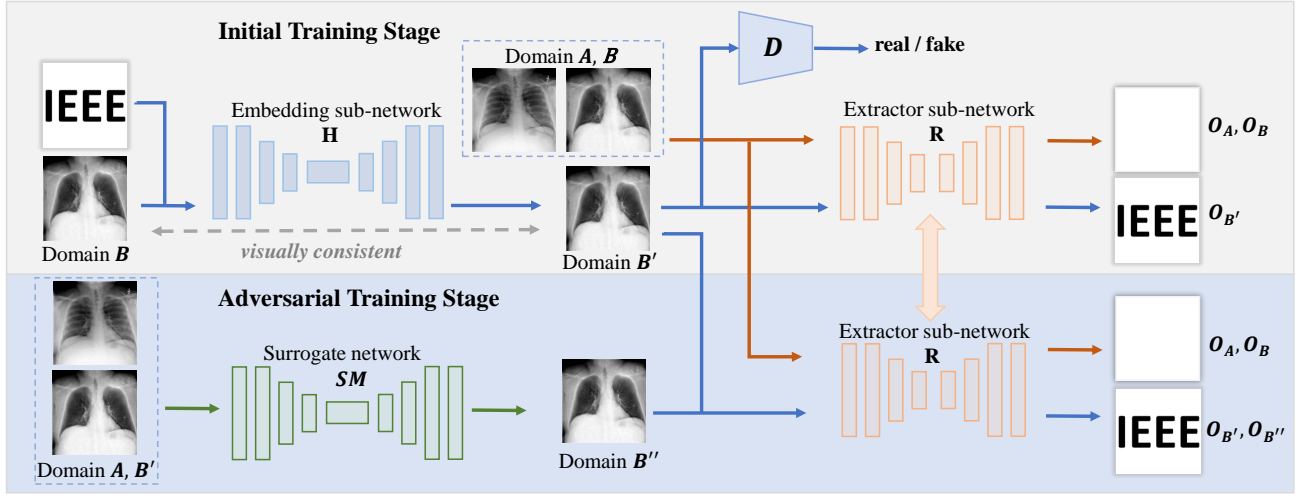 Initial Training Stage
IEEE
Domain B
Embedding sub-network
H
visually consistent
Domain A, B
Domain B′
D
real / fake
Extractor sub-network
R
O_A, O_B
IEEE
O_B′
Adversarial Training Stage
Domain A, B′
Surrogate network
SM
Domain B′′
Extractor sub-network
R
O_A, O_B
IEEE
O_B′, O_B′′